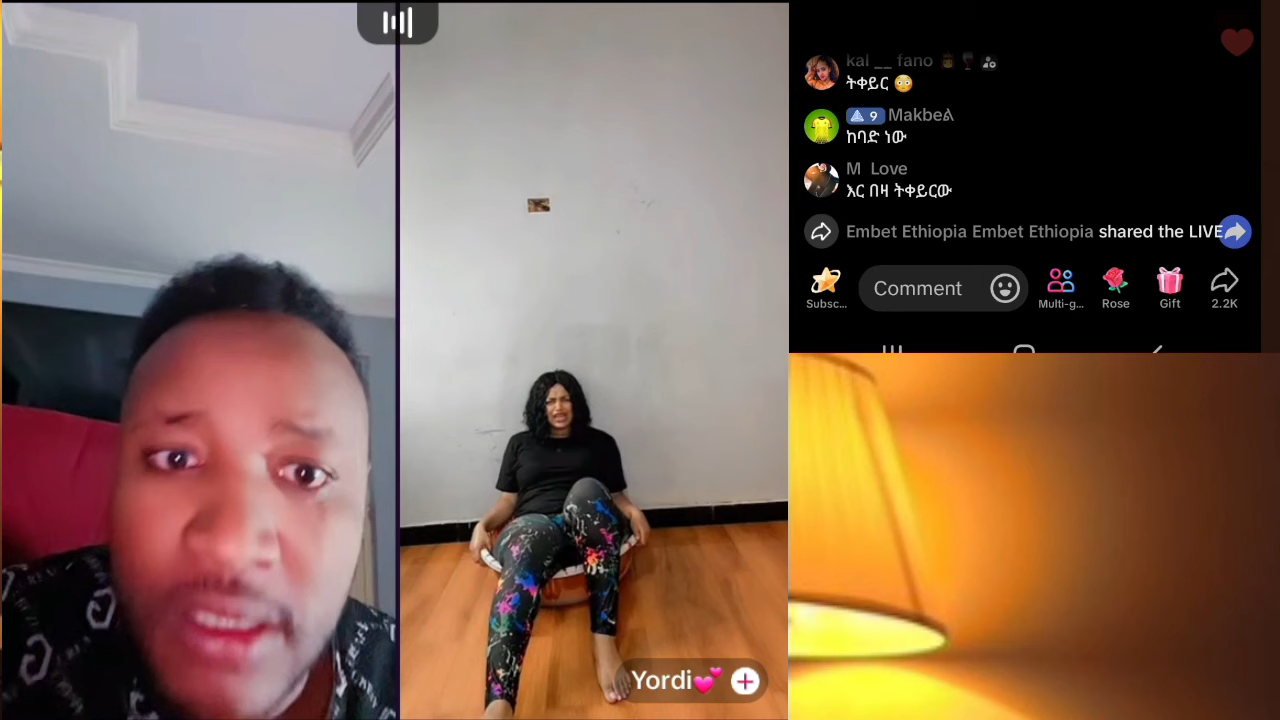 Yordi💕
kal __ fano
ትቀይር 😳
9 Makbeል
ከባድ ነው
M Love
እር በዛ ትቀይርው
Embet Ethiopia Embet Ethiopia shared the LIVE
Subsc...
Comment
Multi-g...
Rose
Gift
2.2K